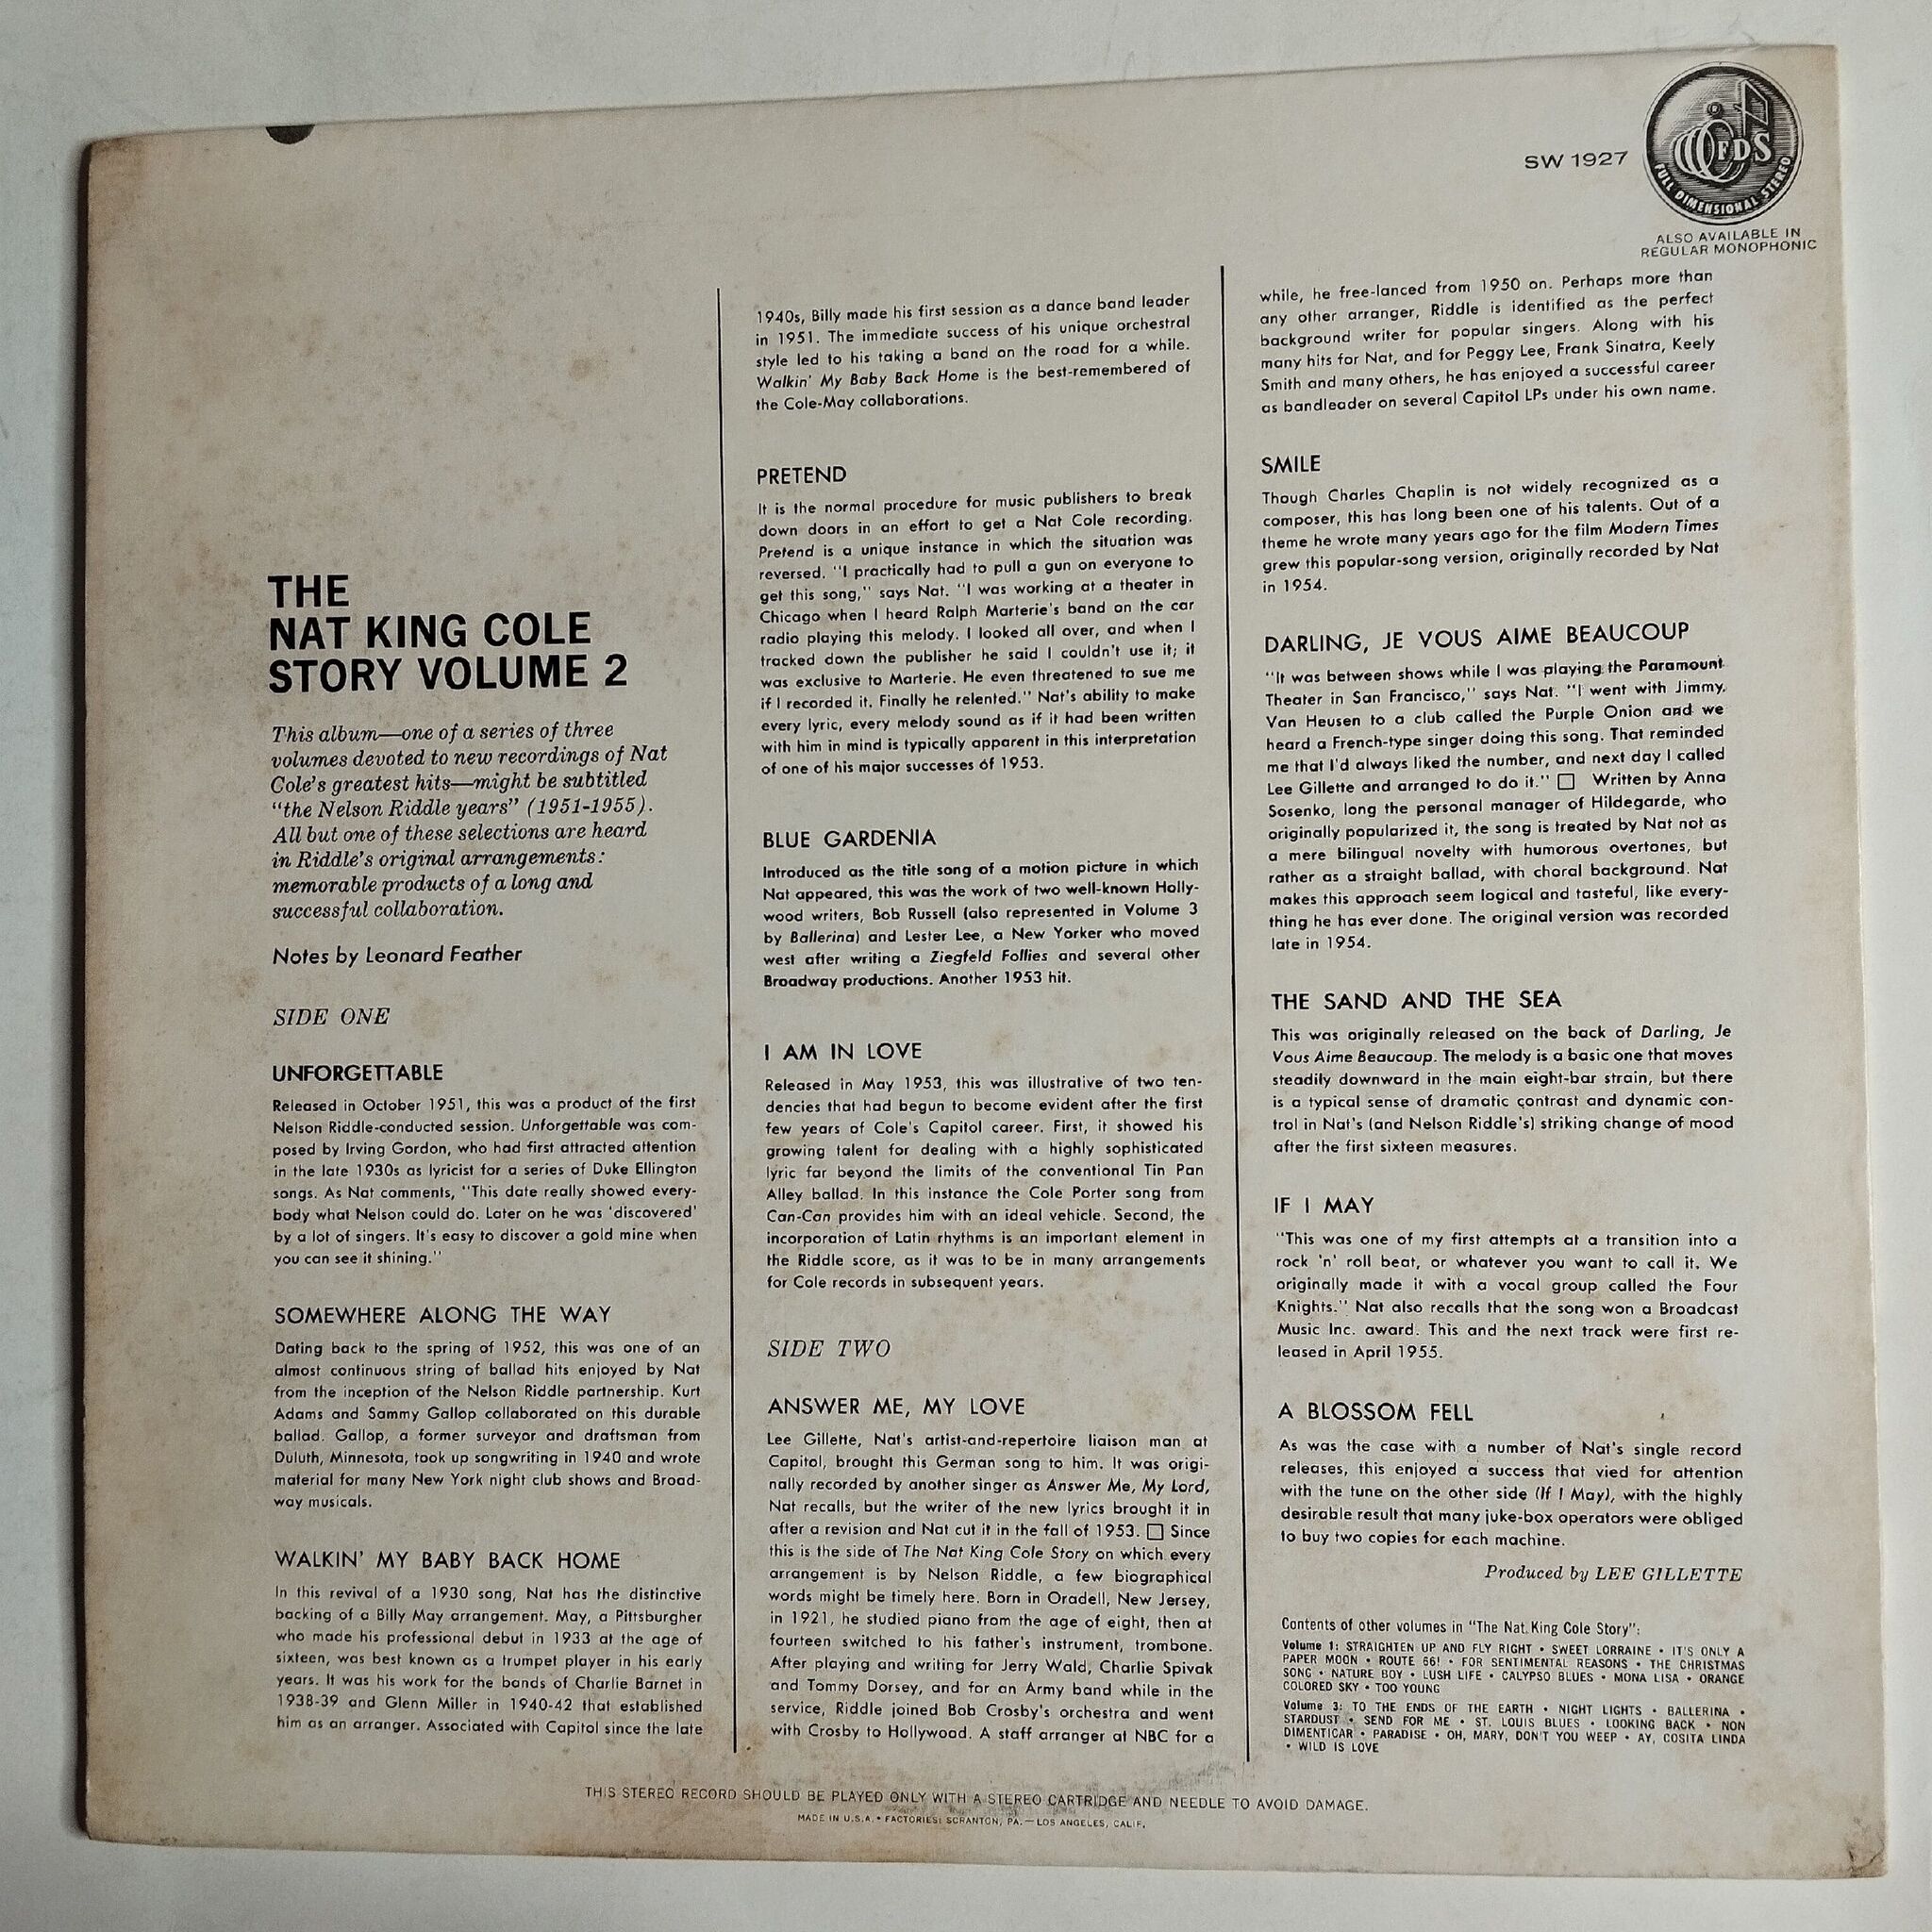 SW 1927
FDS
FULL DIMENSIONAL STEREO
ALSO AVAILABLE IN
REGULAR MONOPHONIC
THE
NAT KING COLE
STORY VOLUME 2
This album—one of a series of three
volumes devoted to new recordings of Nat
Cole's greatest hits—might be subtitled
"the Nelson Riddle years" (1951-1955).
All but one of these selections are heard
in Riddle's original arrangements:
memorable products of a long and
successful collaboration.
Notes by Leonard Feather
SIDE ONE
UNFORGETTABLE
Released in October 1951, this was a product of the first
Nelson Riddle-conducted session. Unforgettable was com-
posed by Irving Gordon, who had first attracted attention
in the late 1930s as lyricist for a series of Duke Ellington
songs. As Nat comments, "This date really showed every-
body what Nelson could do. Later on he was 'discovered'
by a lot of singers. It's easy to discover a gold mine when
you can see it shining."
SOMEWHERE ALONG THE WAY
Dating back to the spring of 1952, this was one of an
almost continuous string of ballad hits enjoyed by Nat
from the inception of the Nelson Riddle partnership. Kurt
Adams and Sammy Gallop collaborated on this durable
ballad. Gallop, a former surveyor and draftsman from
Duluth, Minnesota, took up songwriting in 1940 and wrote
material for many New York night club shows and Broad-
way musicals.
WALKIN' MY BABY BACK HOME
In this revival of a 1930 song, Nat has the distinctive
backing of a Billy May arrangement. May, a Pittsburgher
who made his professional debut in 1933 at the age of
sixteen, was best known as a trumpet player in his early
years. It was his work for the bands of Charlie Barnet in
1938-39 and Glenn Miller in 1940-42 that established
him as an arranger. Associated with Capitol since the late
1940s, Billy made his first session as a dance band leader
in 1951. The immediate success of his unique orchestral
style led to his taking a band on the road for a while.
Walkin' My Baby Back Home is the best-remembered of
the Cole-May collaborations.
PRETEND
It is the normal procedure for music publishers to break
down doors in an effort to get a Nat Cole recording.
Pretend is a unique instance in which the situation was
reversed. "I practically had to pull a gun on everyone to
get this song," says Nat. "I was working at a theater in
Chicago when I heard Ralph Marterie's band on the car
radio playing this melody. I looked all over, and when I
tracked down the publisher he said I couldn't use it; it
was exclusive to Marterie. He even threatened to sue me
if I recorded it. Finally he relented." Nat's ability to make
every lyric, every melody sound as if it had been written
with him in mind is typically apparent in this interpretation
of one of his major successes of 1953.
BLUE GARDENIA
Introduced as the title song of a motion picture in which
Nat appeared, this was the work of two well-known Holly-
wood writers, Bob Russell (also represented in Volume 3
by Ballerina) and Lester Lee, a New Yorker who moved
west after writing a Ziegfeld Follies and several other
Broadway productions. Another 1953 hit.
I AM IN LOVE
Released in May 1953, this was illustrative of two ten-
dencies that had begun to become evident after the first
few years of Cole's Capitol career. First, it showed his
growing talent for dealing with a highly sophisticated
lyric far beyond the limits of the conventional Tin Pan
Alley ballad. In this instance the Cole Porter song from
Can-Can provides him with an ideal vehicle. Second, the
incorporation of Latin rhythms is an important element in
the Riddle score, as it was to be in many arrangements
for Cole records in subsequent years.
SIDE TWO
ANSWER ME, MY LOVE
Lee Gillette, Nat's artist-and-repertoire liaison man at
Capitol, brought this German song to him. It was origi-
nally recorded by another singer as Answer Me, My Lord,
Nat recalls, but the writer of the new lyrics brought it in
after a revision and Nat cut it in the fall of 1953. □ Since
this is the side of The Nat King Cole Story on which every
arrangement is by Nelson Riddle, a few biographical
words might be timely here. Born in Oradell, New Jersey,
in 1921, he studied piano from the age of eight, then at
fourteen switched to his father's instrument, trombone.
After playing and writing for Jerry Wald, Charlie Spivak
and Tommy Dorsey, and for an Army band while in the
service, Riddle joined Bob Crosby's orchestra and went
with Crosby to Hollywood. A staff arranger at NBC for a
while, he free-lanced from 1950 on. Perhaps more than
any other arranger, Riddle is identified as the perfect
background writer for popular singers. Along with his
many hits for Nat, and for Peggy Lee, Frank Sinatra, Keely
Smith and many others, he has enjoyed a successful career
as bandleader on several Capitol LPs under his own name.
SMILE
Though Charles Chaplin is not widely recognized as a
composer, this has long been one of his talents. Out of a
theme he wrote many years ago for the film Modern Times
grew this popular-song version, originally recorded by Nat
in 1954.
DARLING, JE VOUS AIME BEAUCOUP
"It was between shows while I was playing the Paramount
Theater in San Francisco," says Nat. "I went with Jimmy
Van Heusen to a club called the Purple Onion and we
heard a French-type singer doing this song. That reminded
me that I'd always liked the number, and next day I called
Lee Gillette and arranged to do it." □ Written by Anna
Sosenko, long the personal manager of Hildegarde, who
originally popularized it, the song is treated by Nat not as
a mere bilingual novelty with humorous overtones, but
rather as a straight ballad, with choral background. Nat
makes this approach seem logical and tasteful, like every-
thing he has ever done. The original version was recorded
late in 1954.
THE SAND AND THE SEA
This was originally released on the back of Darling, Je
Vous Aime Beaucoup. The melody is a basic one that moves
steadily downward in the main eight-bar strain, but there
is a typical sense of dramatic contrast and dynamic con-
trol in Nat's (and Nelson Riddle's) striking change of mood
after the first sixteen measures.
IF I MAY
"This was one of my first attempts at a transition into a
rock 'n' roll beat, or whatever you want to call it. We
originally made it with a vocal group called the Four
Knights." Nat also recalls that the song won a Broadcast
Music Inc. award. This and the next track were first re-
leased in April 1955.
A BLOSSOM FELL
As was the case with a number of Nat's single record
releases, this enjoyed a success that vied for attention
with the tune on the other side (If I May), with the highly
desirable result that many juke-box operators were obliged
to buy two copies for each machine.
Produced by LEE GILLETTE
Contents of other volumes in "The Nat King Cole Story":
Volume 1: STRAIGHTEN UP AND FLY RIGHT • SWEET LORRAINE • IT'S ONLY A
PAPER MOON • ROUTE 66! • FOR SENTIMENTAL REASONS • THE CHRISTMAS
SONG • NATURE BOY • LUSH LIFE • CALYPSO BLUES • MONA LISA • ORANGE
COLORED SKY • TOO YOUNG
Volume 3: TO THE ENDS OF THE EARTH • NIGHT LIGHTS • BALLERINA •
STARDUST • SEND FOR ME • ST. LOUIS BLUES • LOOKING BACK • NON
DIMENTICAR • PARADISE • OH, MARY, DON'T YOU WEEP • AY, COSITA LINDA
• WILD IS LOVE
THIS STEREO RECORD SHOULD BE PLAYED ONLY WITH A STEREO CARTRIDGE AND NEEDLE TO AVOID DAMAGE.
MADE IN U.S.A. • FACTORIES: SCRANTON, PA.—LOS ANGELES, CALIF.